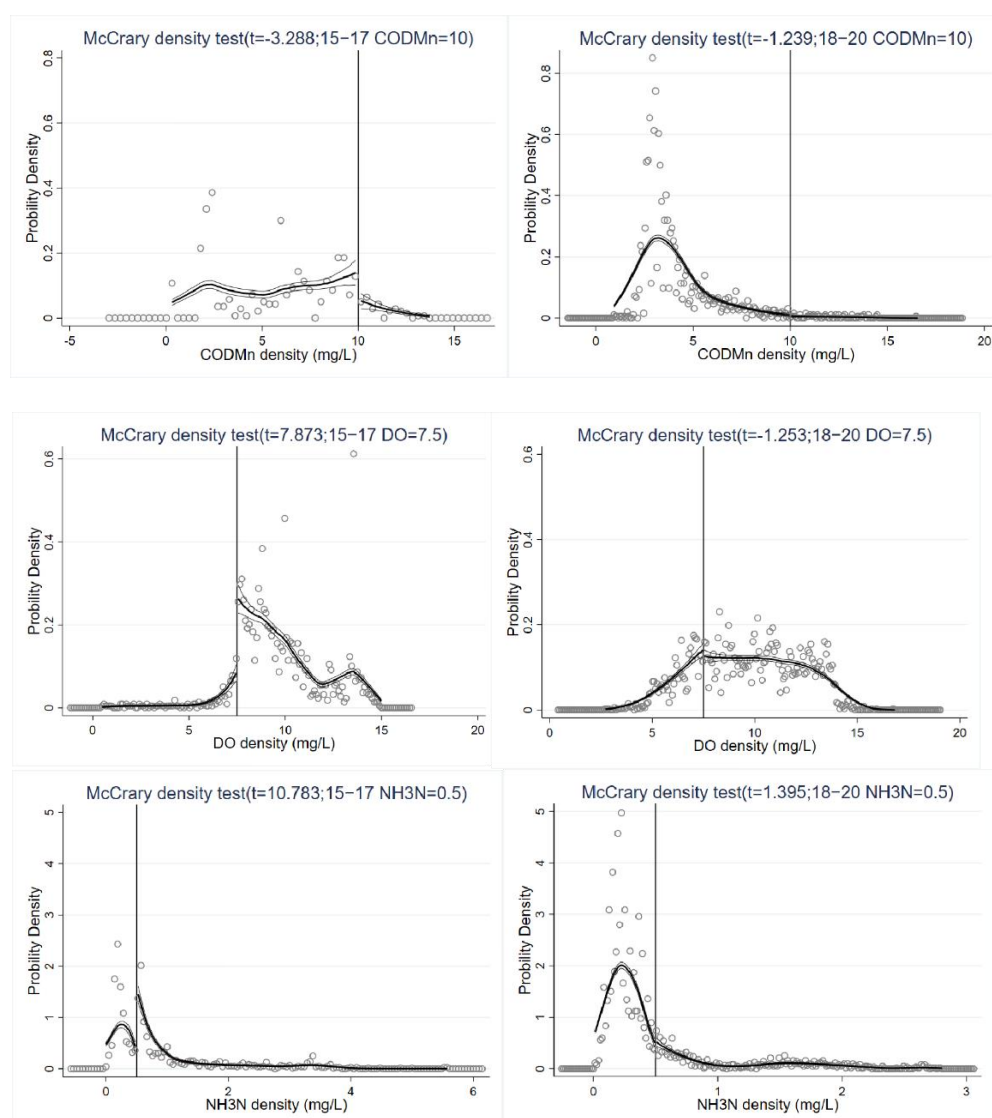 McCrary density test(t=-3.288;15−17 CODMn=10)
Probility Density
0.8
0.6
0.4
0.2
0
-5 0 5 10 15
CODMn density (mg/L)
McCrary density test(t=-1.239;18−20 CODMn=10)
Probility Density
0.8
0.6
0.4
0.2
0
0 5 10 15 20
CODMn density (mg/L)
McCrary density test(t=7.873;15−17 DO=7.5)
Probility Density
0.6
0.4
0.2
0
0 5 10 15 20
DO density (mg/L)
McCrary density test(t=-1.253;18−20 DO=7.5)
Probility Density
0.6
0.4
0.2
0
0 5 10 15 20
DO density (mg/L)
McCrary density test(t=10.783;15−17 NH3N=0.5)
Probility Density
5
4
3
2
1
0
0 2 4 6
NH3N density (mg/L)
McCrary density test(t=1.395;18−20 NH3N=0.5)
Probility Density
5
4
3
2
1
0
0 1 2 3
NH3N density (mg/L)